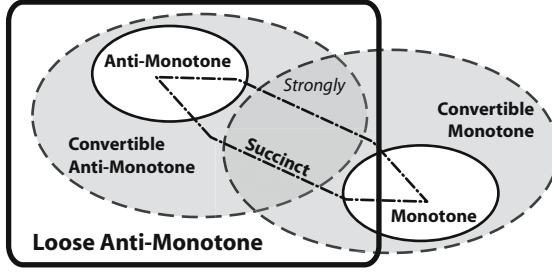 Anti-Monotone
Strongly
Convertible
Monotone
Convertible
Anti-Monotone
Succinct
Monotone
Loose Anti-Monotone